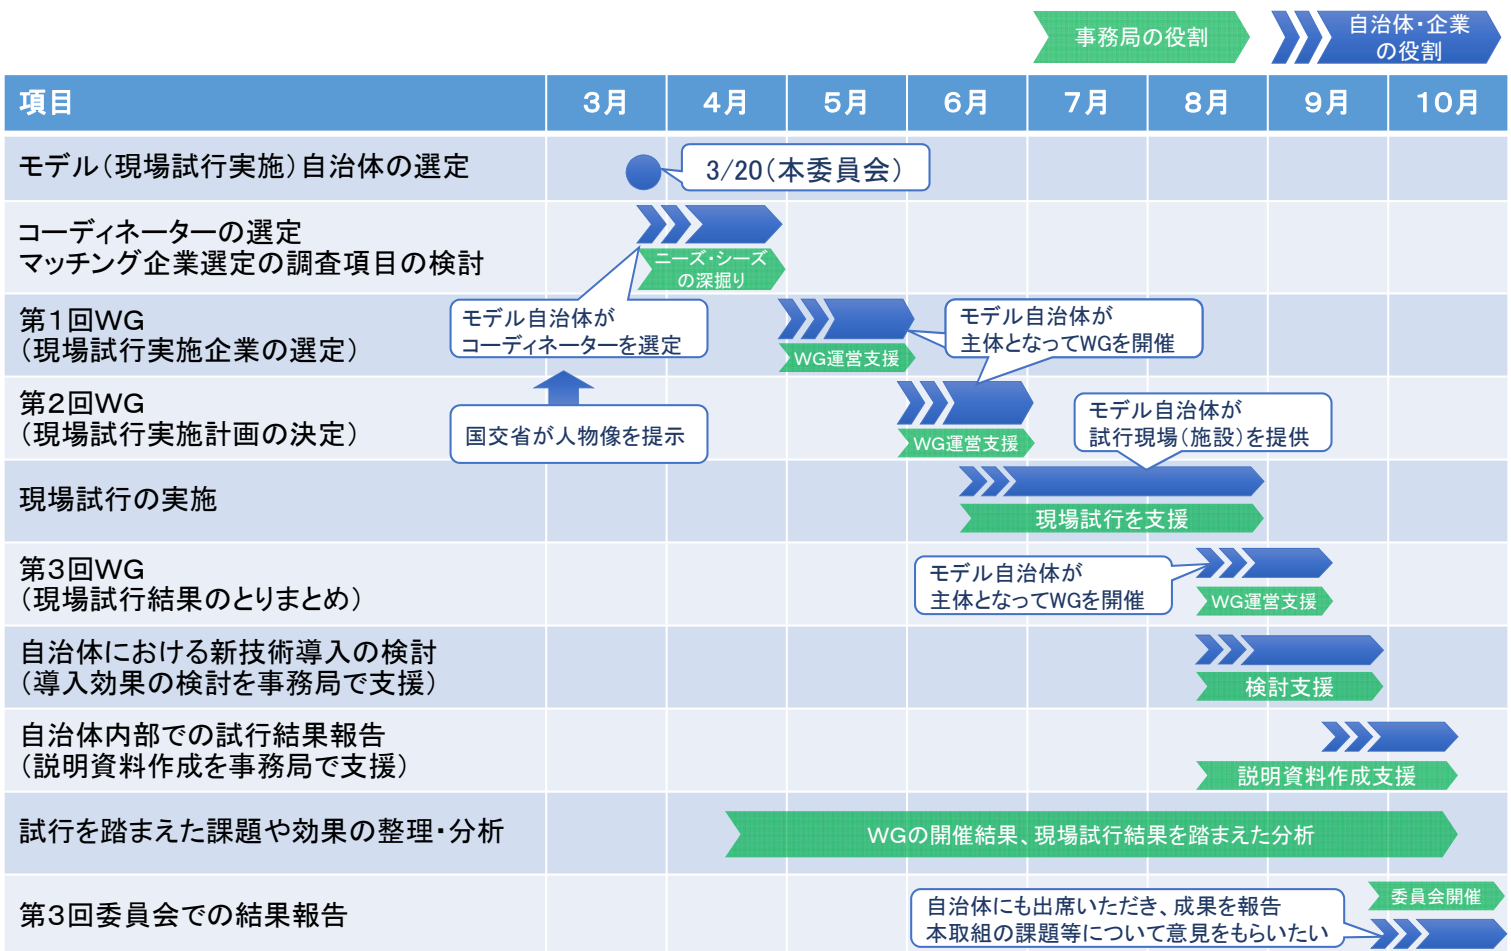 事務局の役割
自治体・企業
の役割
項目 3月 4月 5月 6月 7月 8月 9月 10月
モデル(現場試行実施)自治体の選定
3/20(本委員会)
コーディネーターの選定
マッチング企業選定の調査項目の検討
ニーズ・シーズ
の深掘り
モデル自治体が
コーディネーターを選定
第1回WG
(現場試行実施企業の選定)
WG運営支援
モデル自治体が
主体となってWGを開催
第2回WG
(現場試行実施計画の決定)
国交省が人物像を提示
WG運営支援
モデル自治体が
試行現場(施設)を提供
現場試行の実施
現場試行を支援
第3回WG
(現場試行結果のとりまとめ)
モデル自治体が
主体となってWGを開催
WG運営支援
自治体における新技術導入の検討
(導入効果の検討を事務局で支援)
検討支援
自治体内部での試行結果報告
(説明資料作成を事務局で支援)
説明資料作成支援
試行を踏まえた課題や効果の整理・分析
WGの開催結果、現場試行結果を踏まえた分析
第3回委員会での結果報告
委員会開催
自治体にも出席いただき、成果を報告
本取組の課題等について意見をもらいたい